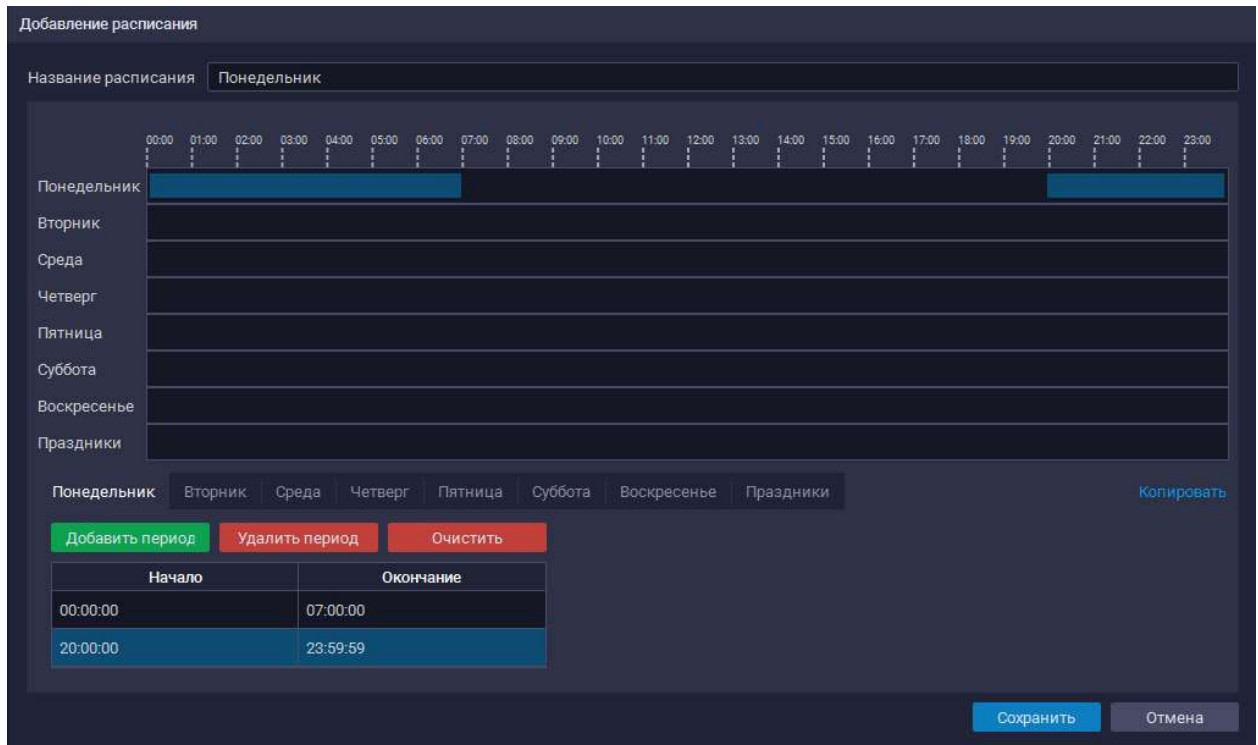 Добавление расписания
Название расписания Понедельник
00:00 01:00 02:00 03:00 04:00 05:00 06:00 07:00 08:00 09:00 10:00 11:00 12:00 13:00 14:00 15:00 16:00 17:00 18:00 19:00 20:00 21:00 22:00 23:00
Понедельник
Вторник
Среда
Четверг
Пятница
Суббота
Воскресенье
Праздники
Понедельник Вторник Среда Четверг Пятница Суббота Воскресенье Праздники Копировать
Добавить период Удалить период Очистить
Начало Окончание
00:00:00 07:00:00
20:00:00 23:59:59
Сохранить Отмена